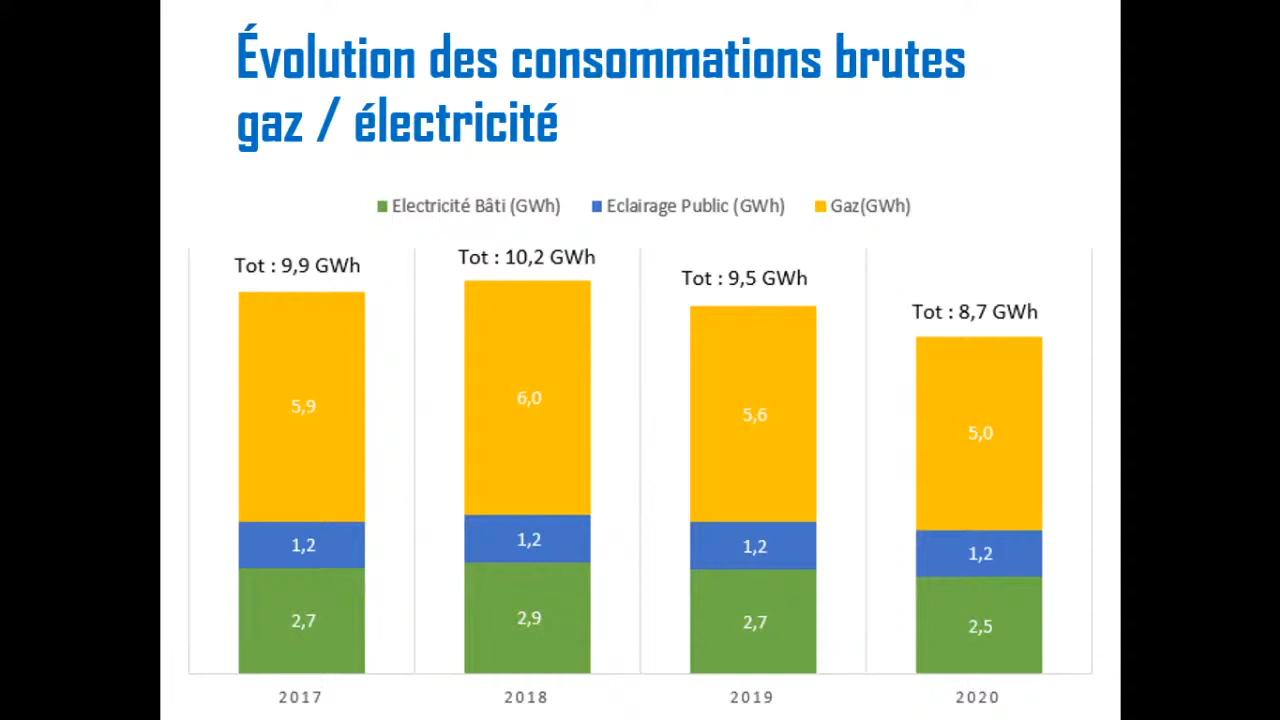 Évolution des consommations brutes
gaz / électricité
Electricité Bâti (GWh) Eclairage Public (GWh) Gaz(GWh)
Tot : 9,9 GWh Tot : 10,2 GWh Tot : 9,5 GWh Tot : 8,7 GWh
5,9 6,0 5,6 5,0
1,2 1,2 1,2 1,2
2,7 2,9 2,7 2,5
2017 2018 2019 2020